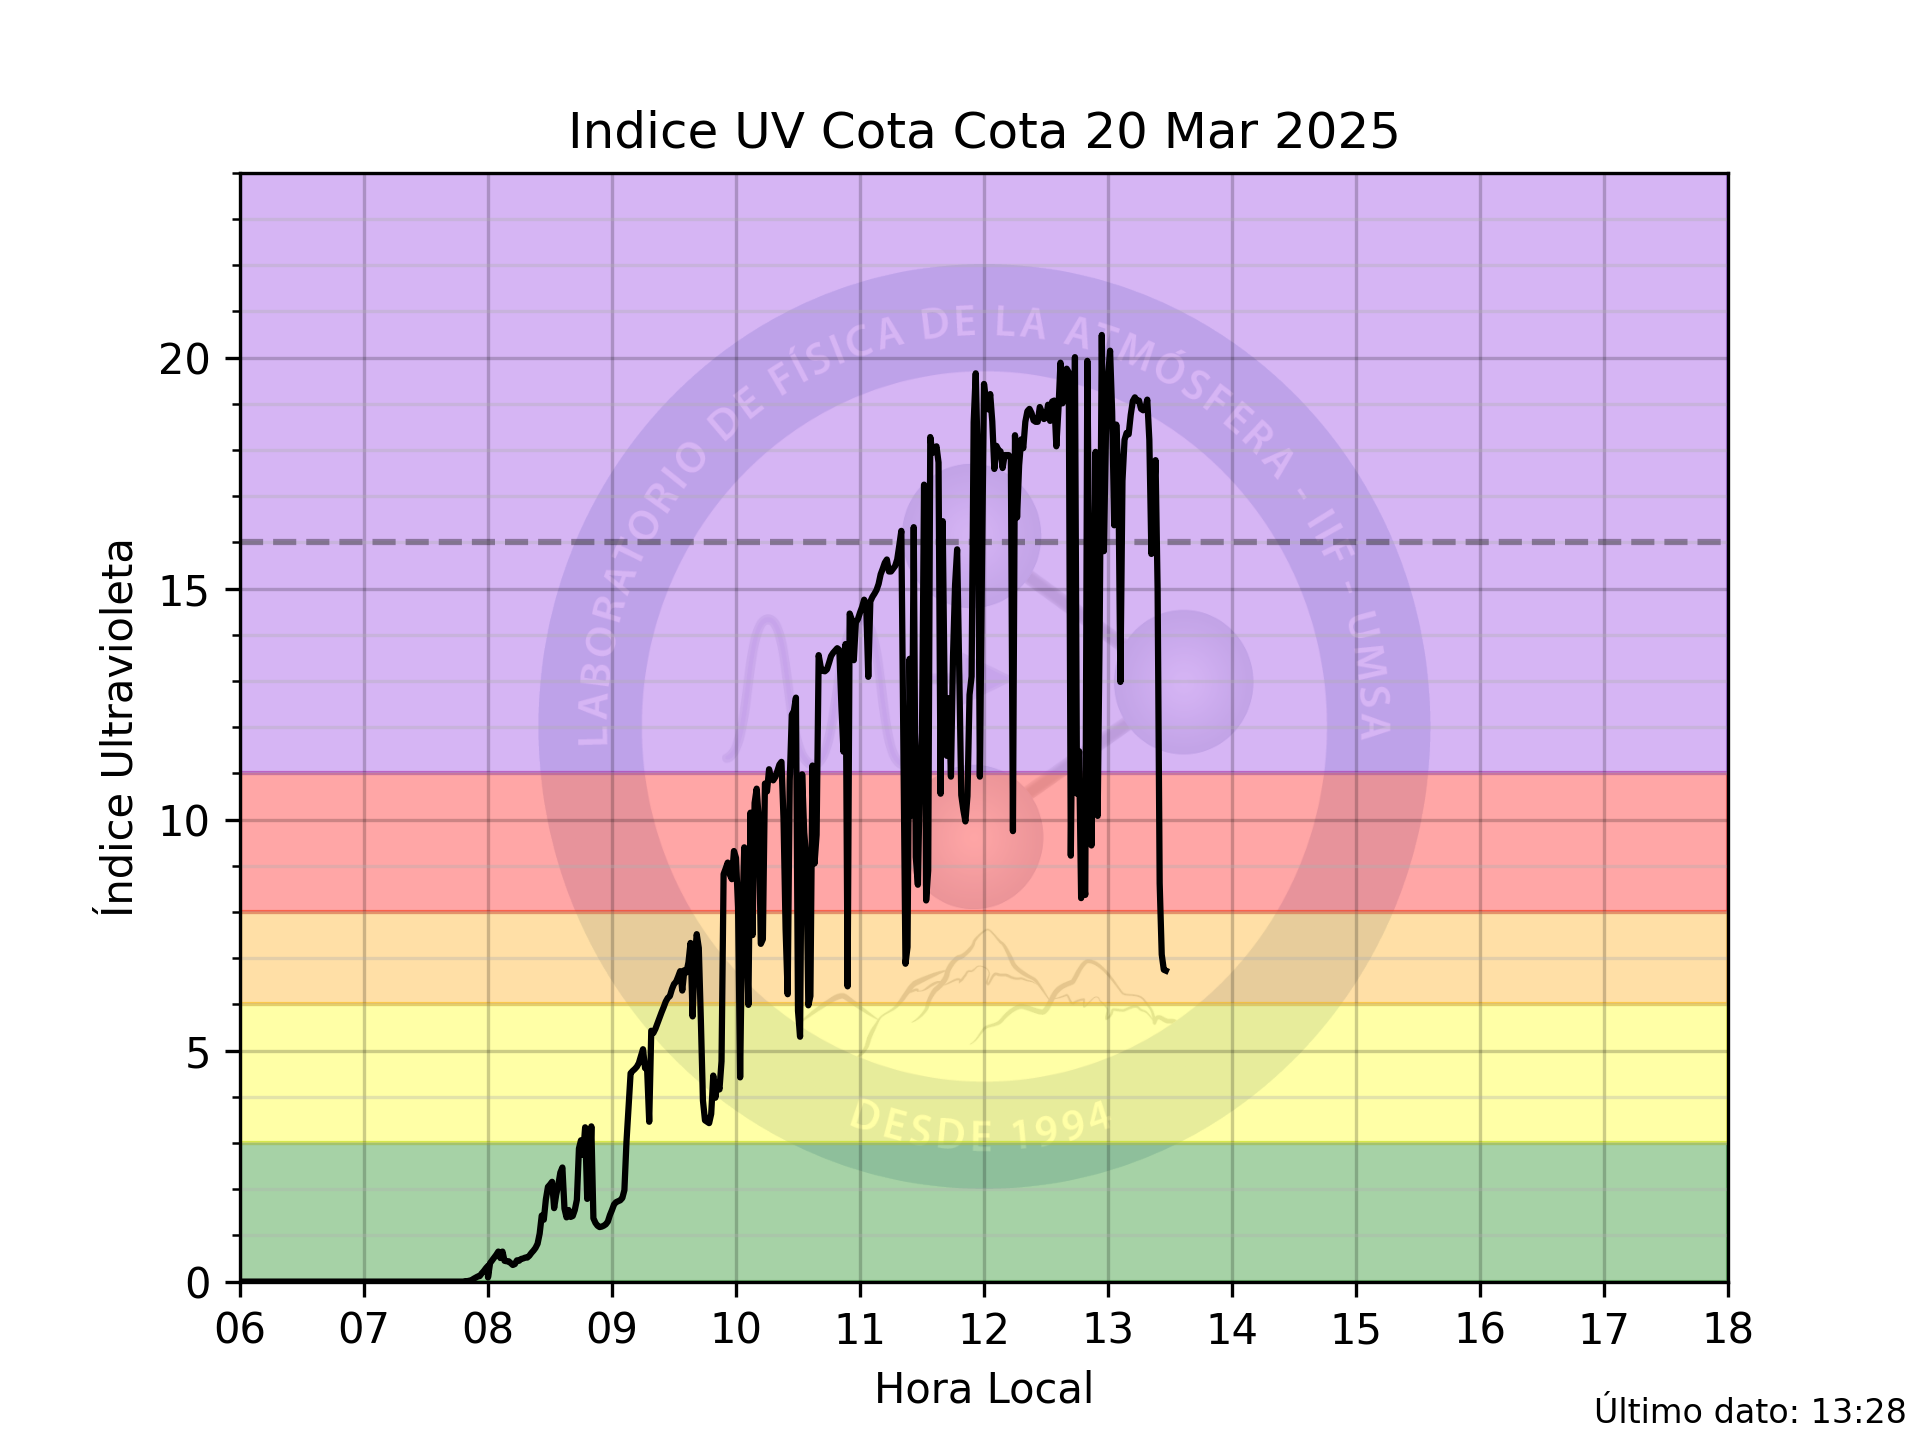 Indice UV Cota Cota 20 Mar 2025
LABORATORIO DE FÍSICA DE LA ATMÓSFERA - IIF - UMSA
DESDE 1994
Índice Ultravioleta
20
15
10
5
0
06 07 08 09 10 11 12 13 14 15 16 17 18
Hora Local
Último dato: 13:28